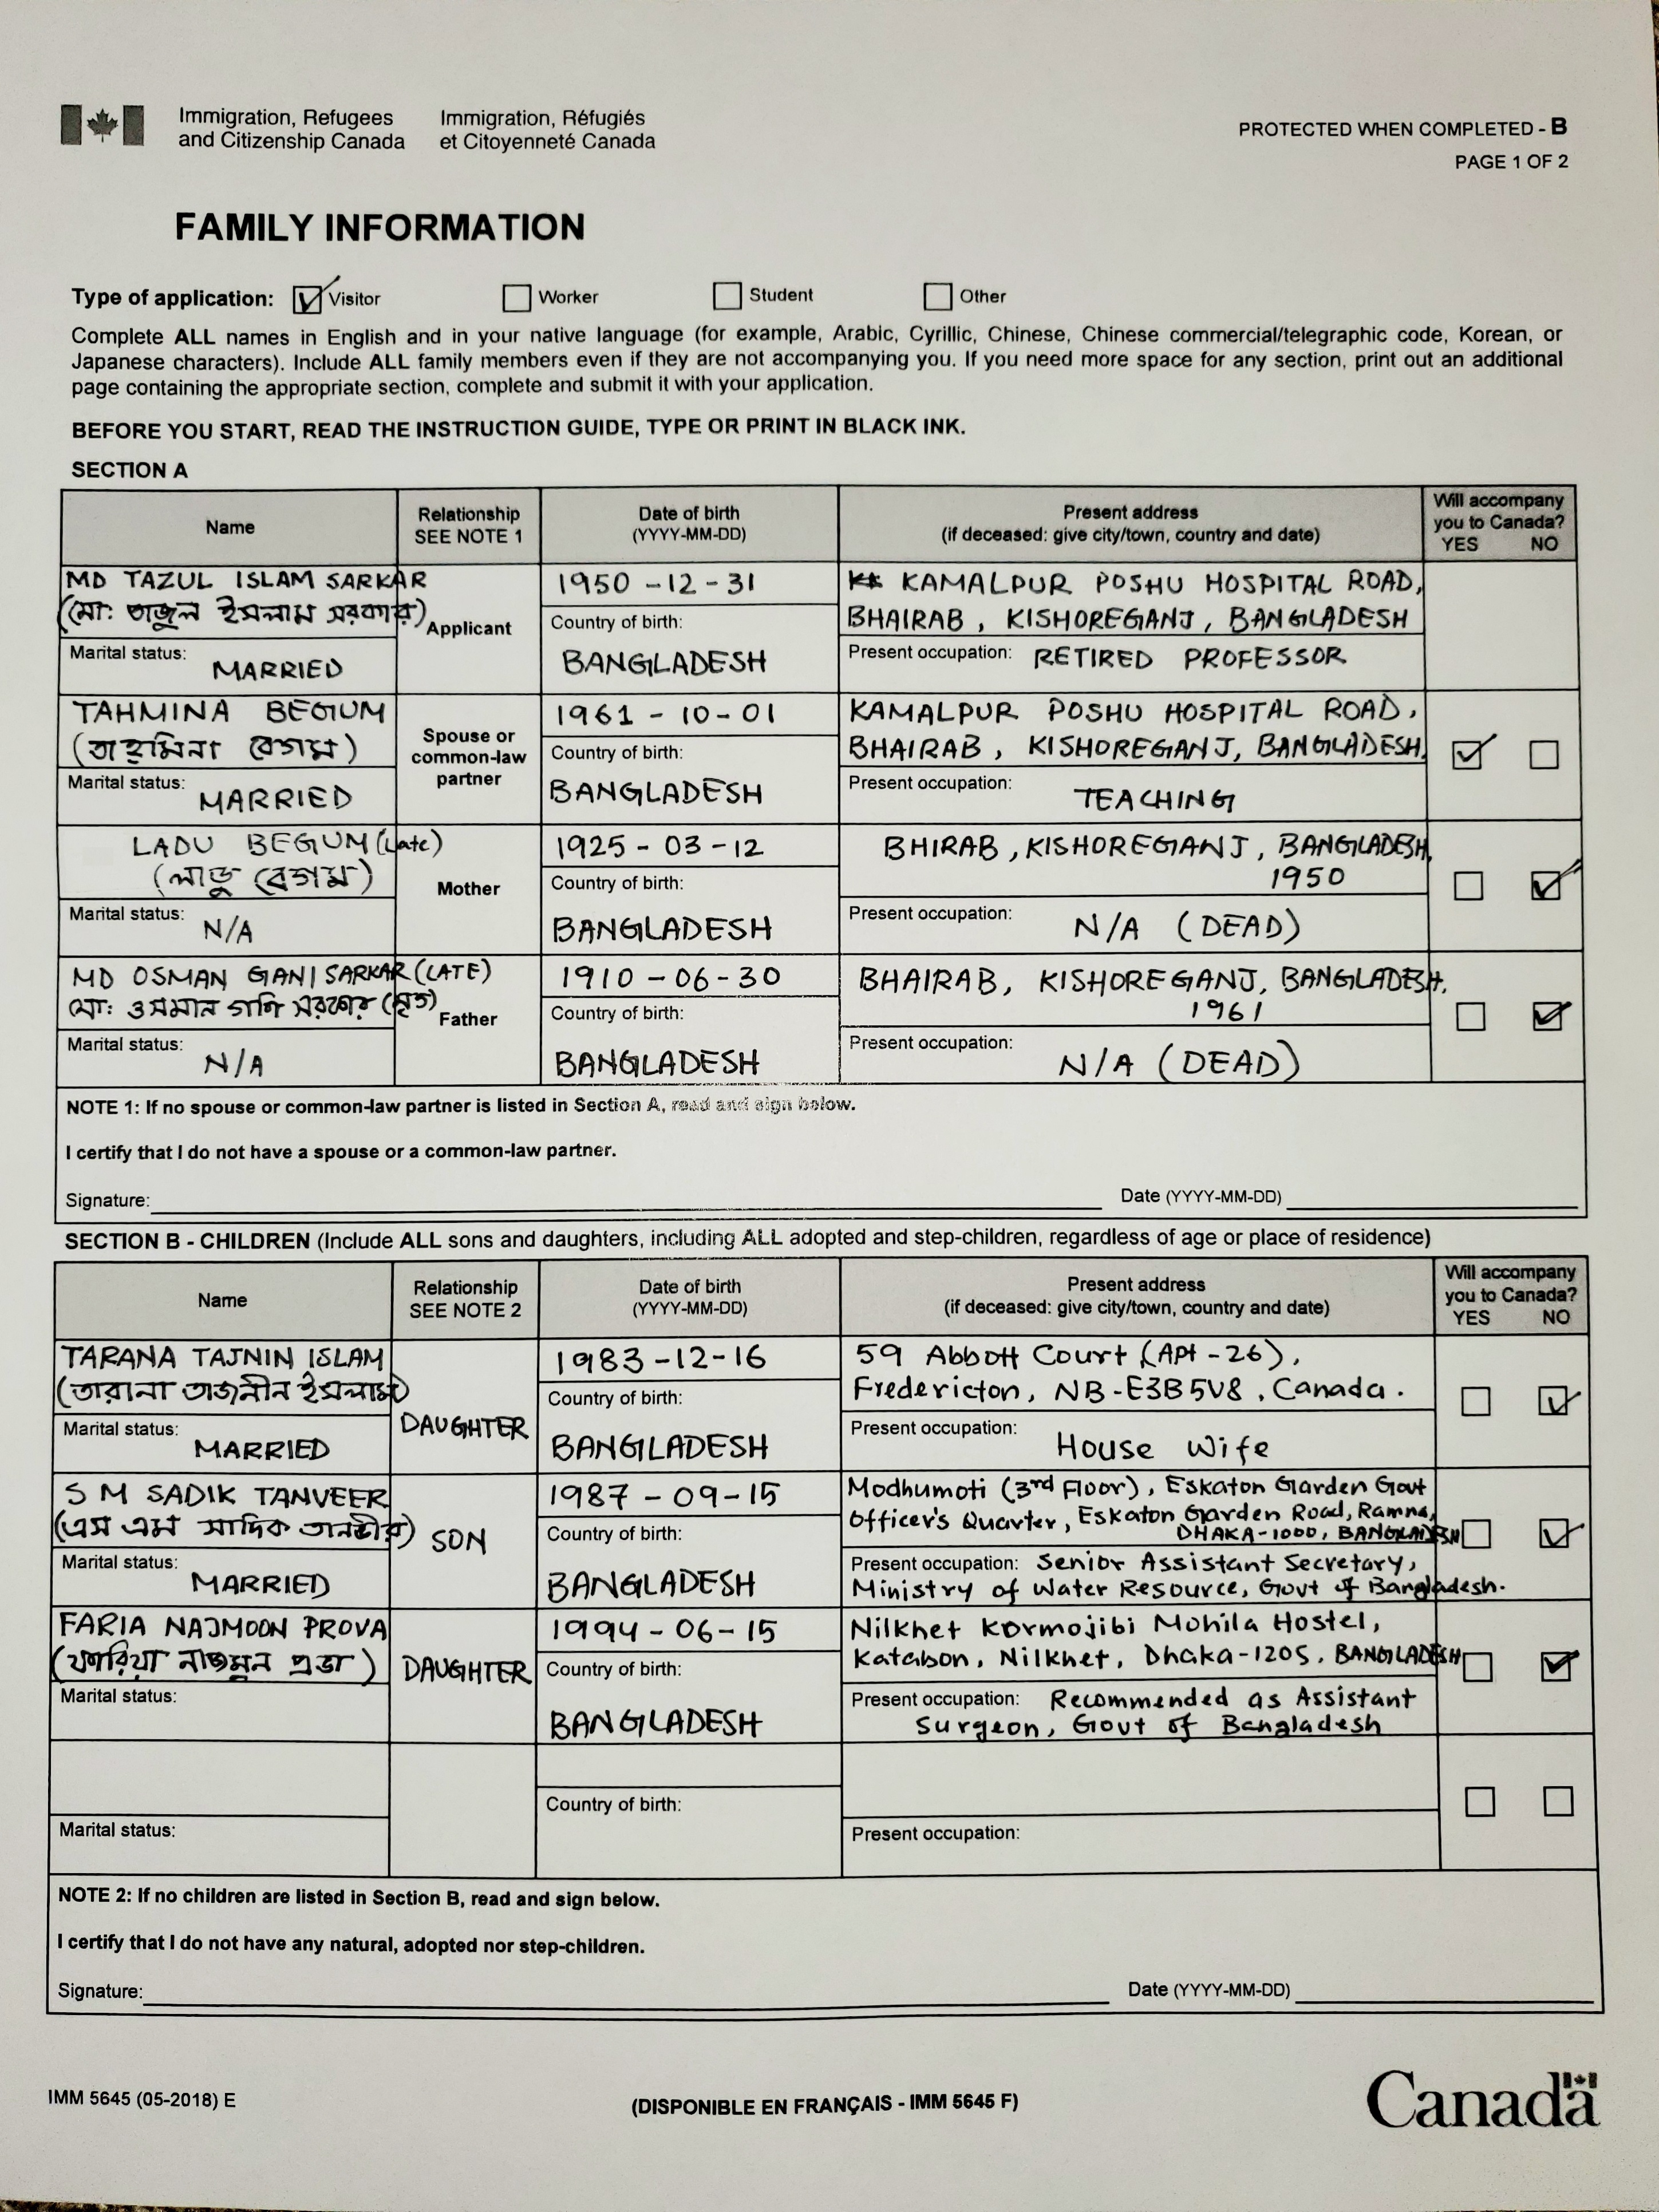 Immigration, Refugees and Citizenship Canada
Immigration, Réfugiés et Citoyenneté Canada
PROTECTED WHEN COMPLETED - B
PAGE 1 OF 2
FAMILY INFORMATION
Type of application: Visitor Worker Student Other
Complete ALL names in English and in your native language (for example, Arabic, Cyrillic, Chinese, Chinese commercial/telegraphic code, Korean, or
Japanese characters). Include ALL family members even if they are not accompanying you. If you need more space for any section, print out an additional
page containing the appropriate section, complete and submit it with your application.
BEFORE YOU START, READ THE INSTRUCTION GUIDE, TYPE OR PRINT IN BLACK INK.
SECTION A
Name
Relationship
SEE NOTE 1
Date of birth
(YYYY-MM-DD)
Present address
(if deceased: give city/town, country and date)
Will accompany
you to Canada?
YES NO
MD TAZUL ISLAM SARKAR
(মো: তাজুল ইসলাম সরকার)
Marital status: MARRIED
Applicant
1950-12-31
Country of birth:
BANGLADESH
KAMALPUR POSHU HOSPITAL ROAD,
BHAIRAB, KISHOREGANJ, BANGLADESH
Present occupation: RETIRED PROFESSOR
TAHMINA BEGUM
(তাহমিনা বেগম)
Marital status: MARRIED
Spouse or
common-law
partner
1961-10-01
Country of birth:
BANGLADESH
KAMALPUR POSHU HOSPITAL ROAD,
BHAIRAB, KISHOREGANJ, BANGLADESH,
Present occupation: TEACHING
LADU BEGUM (Late)
(লাডু বেগম)
Marital status: N/A
Mother
1925-03-12
Country of birth:
BANGLADESH
BHIRAB, KISHOREGANJ, BANGLADESH,
1950
Present occupation: N/A (DEAD)
MD OSMAN GANI SARKAR (LATE)
মো: ওসমান গণি সরকার (মৃত)
Marital status: N/A
Father
1910-06-30
Country of birth:
BANGLADESH
BHAIRAB, KISHOREGANJ, BANGLADESH.
1961
Present occupation: N/A (DEAD)
NOTE 1: If no spouse or common-law partner is listed in Section A, read and sign below.
I certify that I do not have a spouse or a common-law partner.
Signature: Date (YYYY-MM-DD)
SECTION B - CHILDREN (Include ALL sons and daughters, including ALL adopted and step-children, regardless of age or place of residence)
Name
Relationship
SEE NOTE 2
Date of birth
(YYYY-MM-DD)
Present address
(if deceased: give city/town, country and date)
Will accompany
you to Canada?
YES NO
TARANA TAJNIN ISLAM
(তারানা তাজনীন ইসলাম)
Marital status: MARRIED
DAUGHTER
1983-12-16
Country of birth:
BANGLADESH
59 Abbott Court (Apt-26),
Fredericton, NB-E3B5V8, Canada.
Present occupation: House Wife
S M SADIK TANVEER
(এস এম সাদিক তানভীর)
Marital status: MARRIED
SON
1987-09-15
Country of birth:
BANGLADESH
Modhumoti (3rd Floor), Eskaton Garden Govt
Officer's Quarter, Eskaton Garden Road, Ramna,
DHAKA-1000, BANGLADESH
Present occupation: Senior Assistant Secretary,
Ministry of Water Resource, Govt of Bangladesh.
FARIA NAJMOON PROVA
(ফারিয়া নাজমুন প্রভা)
Marital status:
DAUGHTER
1994-06-15
Country of birth:
BANGLADESH
Nilkhet Kormojibi Mohila Hostel,
Katabon, Nilkhet, Dhaka-1205, BANGLADESH
Present occupation: Recommended as Assistant
Surgeon, Govt of Bangladesh
Marital status:
Country of birth:
Present occupation:
NOTE 2: If no children are listed in Section B, read and sign below.
I certify that I do not have any natural, adopted nor step-children.
Signature: Date (YYYY-MM-DD)
IMM 5645 (05-2018) E
(DISPONIBLE EN FRANÇAIS - IMM 5645 F)
Canada